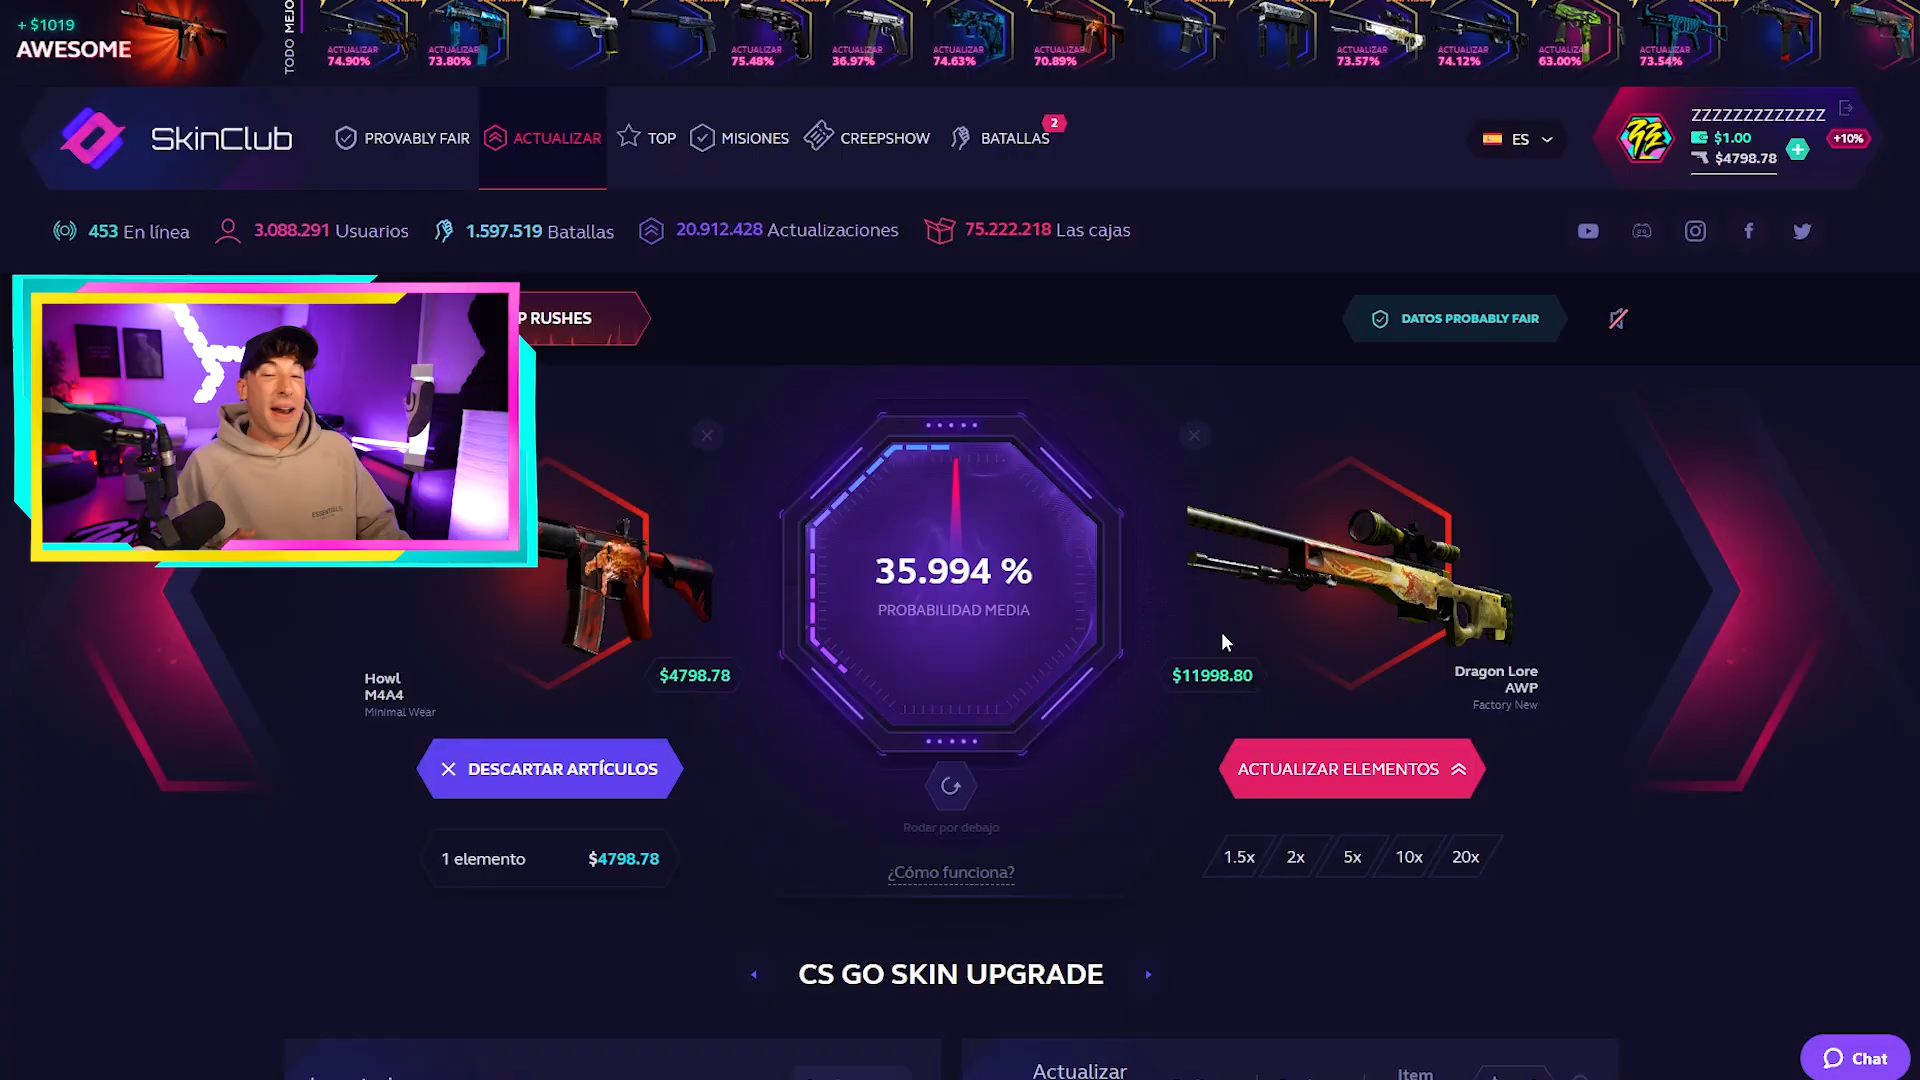 + $1019
AWESOME
TODO
ACTUALIZAR
74.90%
ACTUALIZAR
73.80%
ACTUALIZAR
75.48%
ACTUALIZAR
36.97%
ACTUALIZAR
74.63%
ACTUALIZAR
70.89%
ACTUALIZAR
73.57%
ACTUALIZAR
74.12%
ACTUALIZAR
63.00%
ACTUALIZAR
73.54%
SkinClub
PROVABLY FAIR
ACTUALIZAR
TOP
MISIONES
CREEPSHOW
BATALLAS
2
ES
ZZZZZZZZZZZZZ
$1.00
$4798.78
+10%
453 En línea
3.088.291 Usuarios
1.597.519 Batallas
20.912.428 Actualizaciones
75.222.218 Las cajas
P RUSHES
DATOS PROBABLY FAIR
ESSENTIALS
35.994 %
PROBABILIDAD MEDIA
Howl
M4A4
Minimal Wear
$4798.78
$11998.80
Dragon Lore
AWP
Factory New
DESCARTAR ARTÍCULOS
ACTUALIZAR ELEMENTOS
Rodar por debajo
1 elemento
$4798.78
¿Cómo funciona?
1.5x
2x
5x
10x
20x
CS GO SKIN UPGRADE
Actualizar
Item
Chat